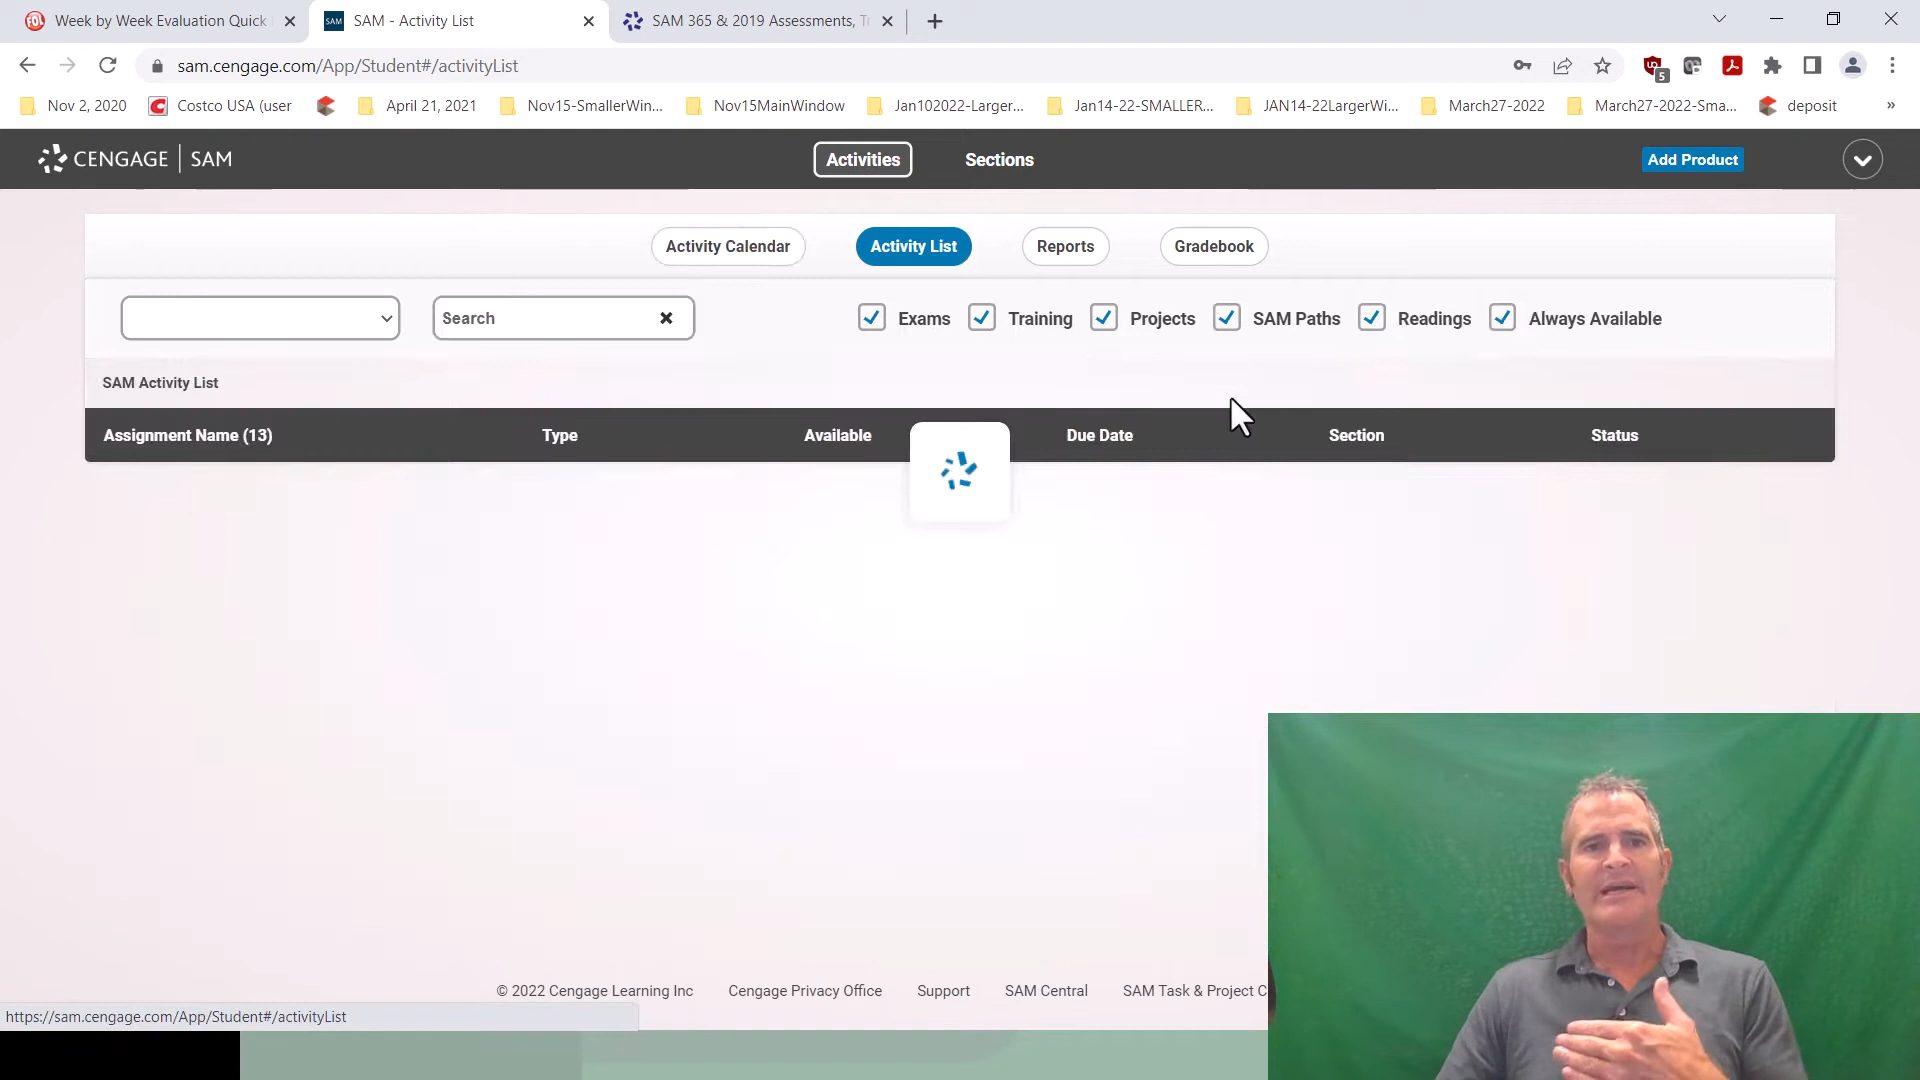 Week by Week Evaluation Quick
SAM - Activity List
SAM 365 & 2019 Assessments, T
sam.cengage.com/App/Student#/activityList
5
Nov 2, 2020
Costco USA (user
April 21, 2021
Nov15-SmallerWin...
Nov15MainWindow
Jan102022-Larger...
Jan14-22-SMALLER...
JAN14-22LargerWi...
March27-2022
March27-2022-Sma...
deposit
»
CENGAGE | SAM
Activities
Sections
Add Product
Activity Calendar
Activity List
Reports
Gradebook
Search
Exams
Training
Projects
SAM Paths
Readings
Always Available
SAM Activity List
Assignment Name (13)
Type
Available
Due Date
Section
Status
© 2022 Cengage Learning Inc
Cengage Privacy Office
Support
SAM Central
SAM Task & Project C
https://sam.cengage.com/App/Student#/activityList